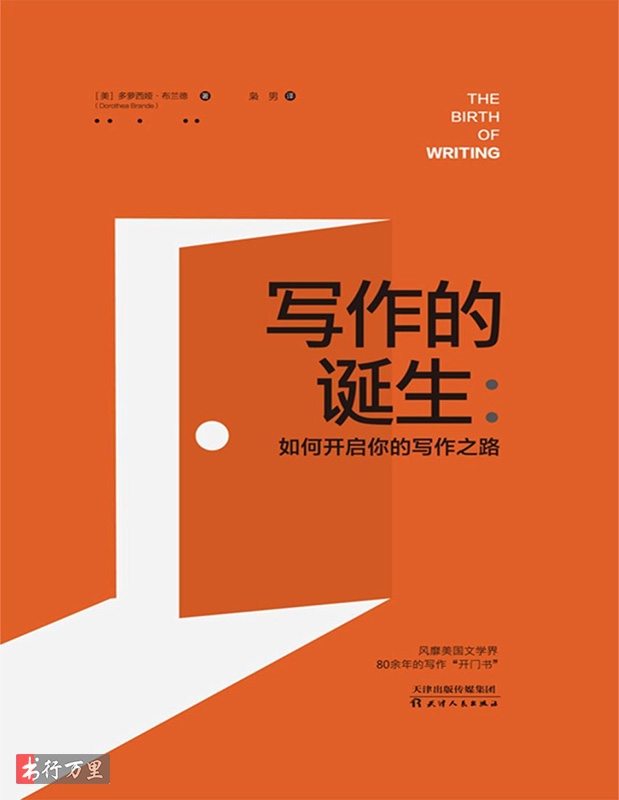 [美]多萝西娅·布兰德 著 枭男 译
(Dorothea Brande)
THE
BIRTH
OF
WRITING
写作的
诞生:
如何开启你的写作之路
风靡美国文学界
80余年的写作“开门书”
天津出版传媒集团
天津人民出版社
书行万里